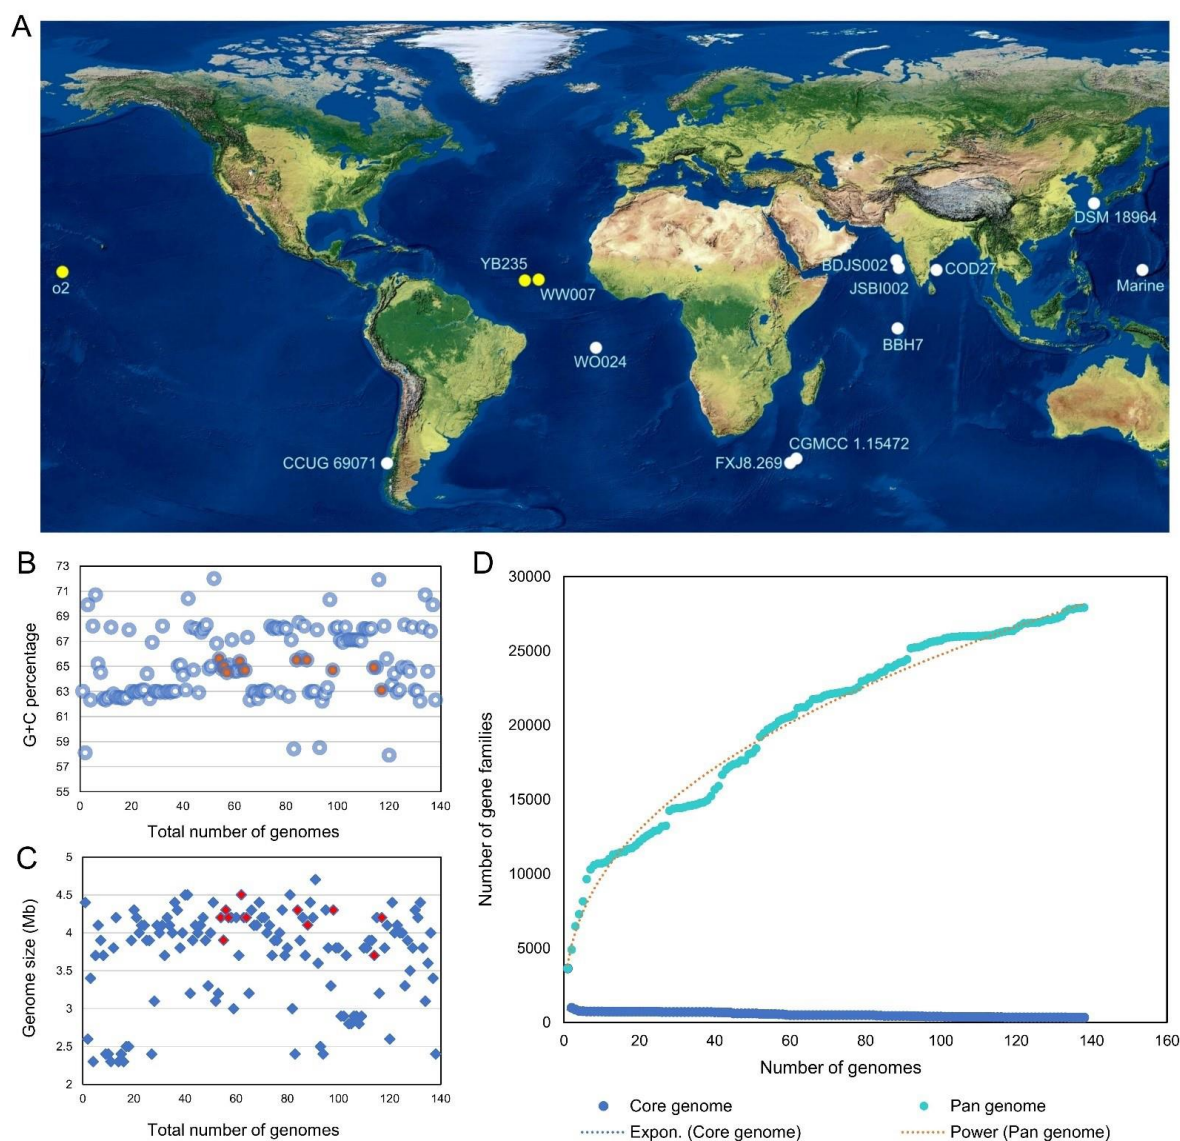 A
DSM 18964
YB235
BDJS002
COD27
o2
WW007
JSBI002
Marine
BBH7
WO024
CGMCC 1.15472
CCUG 69071
FXJ8.269
B
73
71
69
67
65
63
61
59
57
55
G+C percentage
0 20 40 60 80 100 120 140
Total number of genomes
C
5
4.5
4
3.5
3
2.5
2
Genome size (Mb)
0 20 40 60 80 100 120 140
Total number of genomes
D
30000
25000
20000
15000
10000
5000
0
Number of gene families
0 20 40 60 80 100 120 140 160
Number of genomes
Core genome
Pan genome
Expon. (Core genome)
Power (Pan genome)